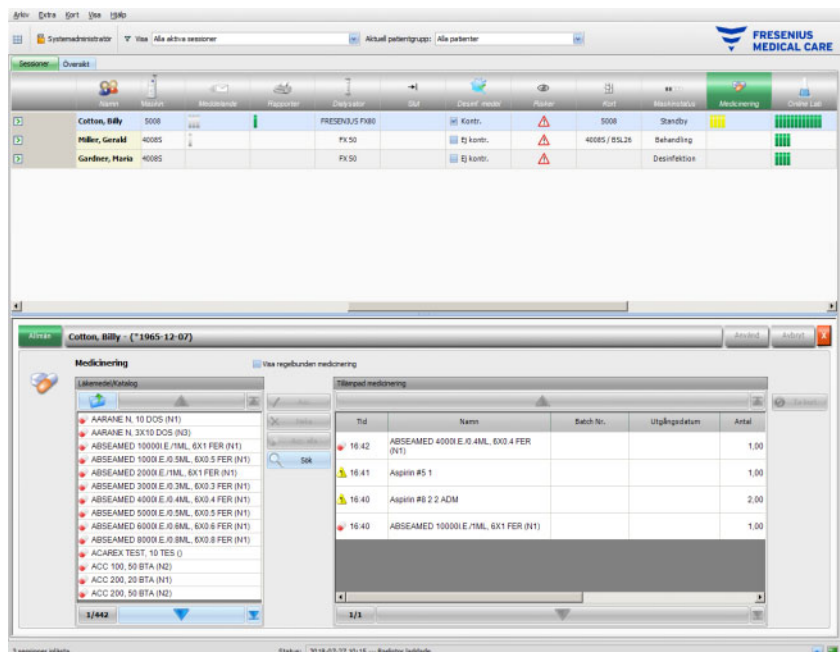 Arkiv Extra Kort Visa Hjälp
Systemadministratör Visa Alla aktiva sessioner Aktuell patientgrupp: Alla patienter
FRESENIUS
MEDICAL CARE
Sessioner Översikt
Namn Maskin Meddelande Rapporter Dialysator Slut Desinf. medel Risker Kort Maskinstatus Medicinering Online Lab
Cotton, Billy 5008 FRESENIUS FX80 Kontr. 5008 Standby
Miller, Gerald 4008S FX 50 Ej kontr. 4008S / BSL26 Behandling
Gardner, Maria 4008S FX 50 Ej kontr. Desinfektion
Allmän Cotton, Billy - (*1965-12-07) Använd Avbryt X
Medicinering Visa regelbunden medicinering
Läkemedel/Katalog Tillämpad medicinering
AARANE N, 10 DOS (N1)
AARANE N, 3X10 DOS (N3)
ABSEAMED 10000I.E./1ML, 6X1 FER (N1)
ABSEAMED 1000I.E./0.5ML, 6X0.5 FER (N1)
ABSEAMED 2000I.E./1ML, 6X1 FER (N1)
ABSEAMED 3000I.E./0.3ML, 6X0.3 FER (N1)
ABSEAMED 4000I.E./0.4ML, 6X0.4 FER (N1)
ABSEAMED 5000I.E./0.5ML, 6X0.5 FER (N1)
ABSEAMED 6000I.E./0.6ML, 6X0.6 FER (N1)
ABSEAMED 8000I.E./0.8ML, 6X0.8 FER (N1)
ACAREX TEST, 10 TES ()
ACC 100, 50 BTA (N2)
ACC 200, 20 BTA (N1)
ACC 200, 50 BTA (N2)
1/442
Sök
Tid Namn Batch Nr. Utgångsdatum Antal
16:42 ABSEAMED 4000I.E./0.4ML, 6X0.4 FER
(N1) 1,00
16:41 Aspirin #5 1 1,00
16:40 Aspirin #8 2 2 ADM 2,00
16:40 ABSEAMED 10000I.E./1ML, 6X1 FER (N1) 1,00
1/1